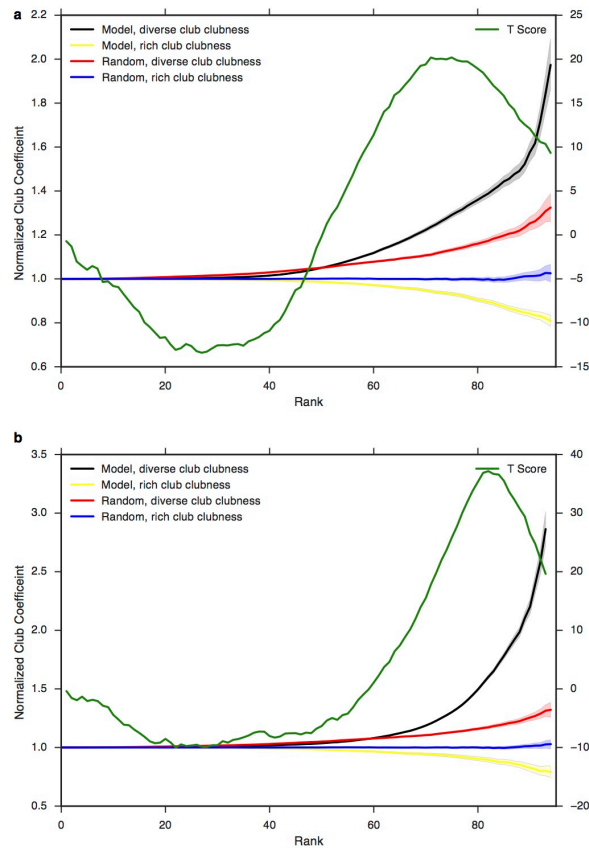 a
Model, diverse club clubness
Model, rich club clubness
Random, diverse club clubness
Random, rich club clubness
T Score
2.2
2.0
1.8
1.6
1.4
1.2
1.0
0.8
0.6
Normalized Club Coefficeint
25
20
15
10
5
0
−5
−10
−15
0 20 40 60 80
Rank
b
Model, diverse club clubness
Model, rich club clubness
Random, diverse club clubness
Random, rich club clubness
T Score
3.5
3.0
2.5
2.0
1.5
1.0
0.5
Normalized Club Coefficeint
40
30
20
10
0
−10
−20
0 20 40 60 80
Rank